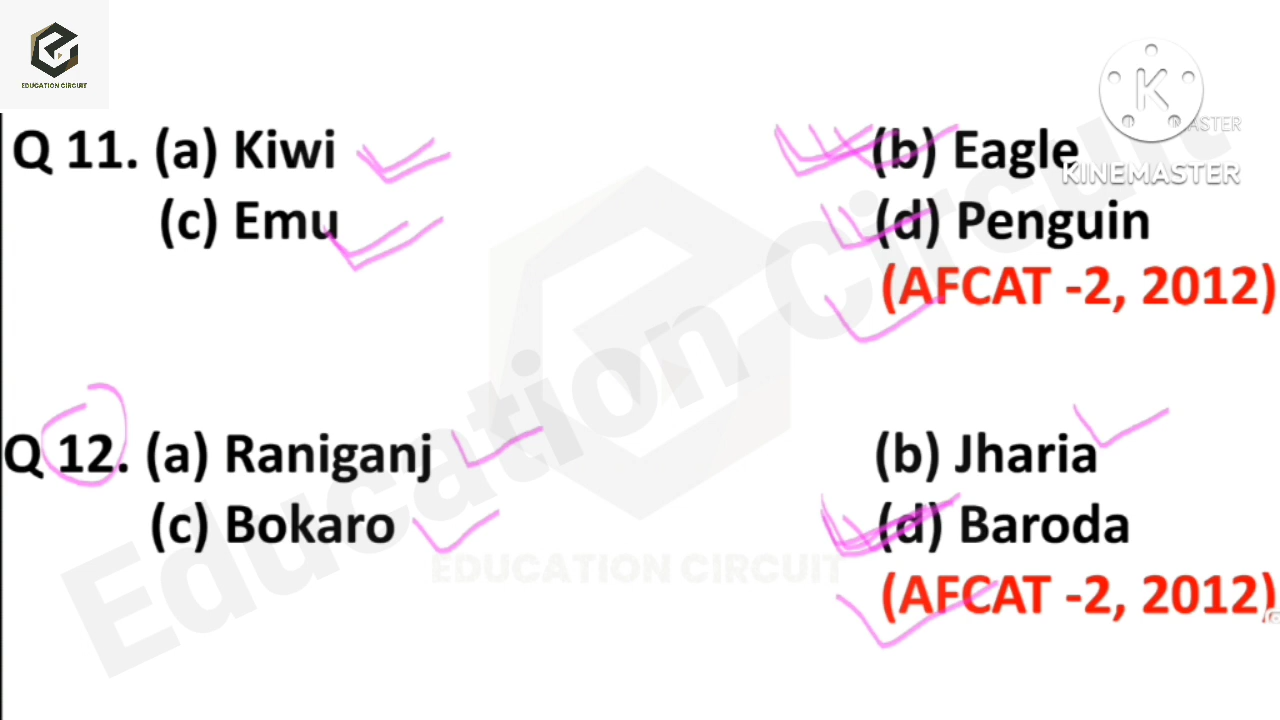 EDUCATION CIRCUIT
Q 11. (a) Kiwi (b) Eagle
KINEMASTER
(c) Emu (d) Penguin
(AFCAT -2, 2012)
Q 12. (a) Raniganj (b) Jharia
(c) Bokaro (d) Baroda
EDUCATION CIRCUIT
(AFCAT -2, 2012)
Education Circuit